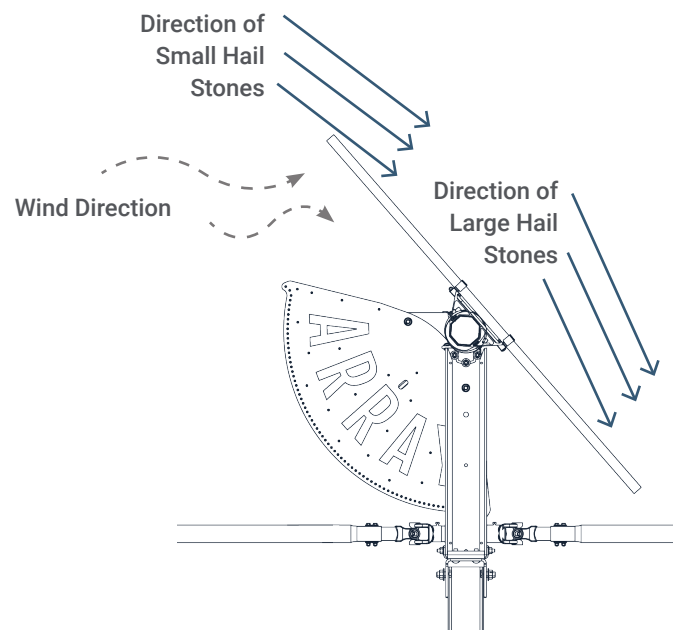 Direction of
Small Hail
Stones
Wind Direction
Direction of
Large Hail
Stones
ARRAY